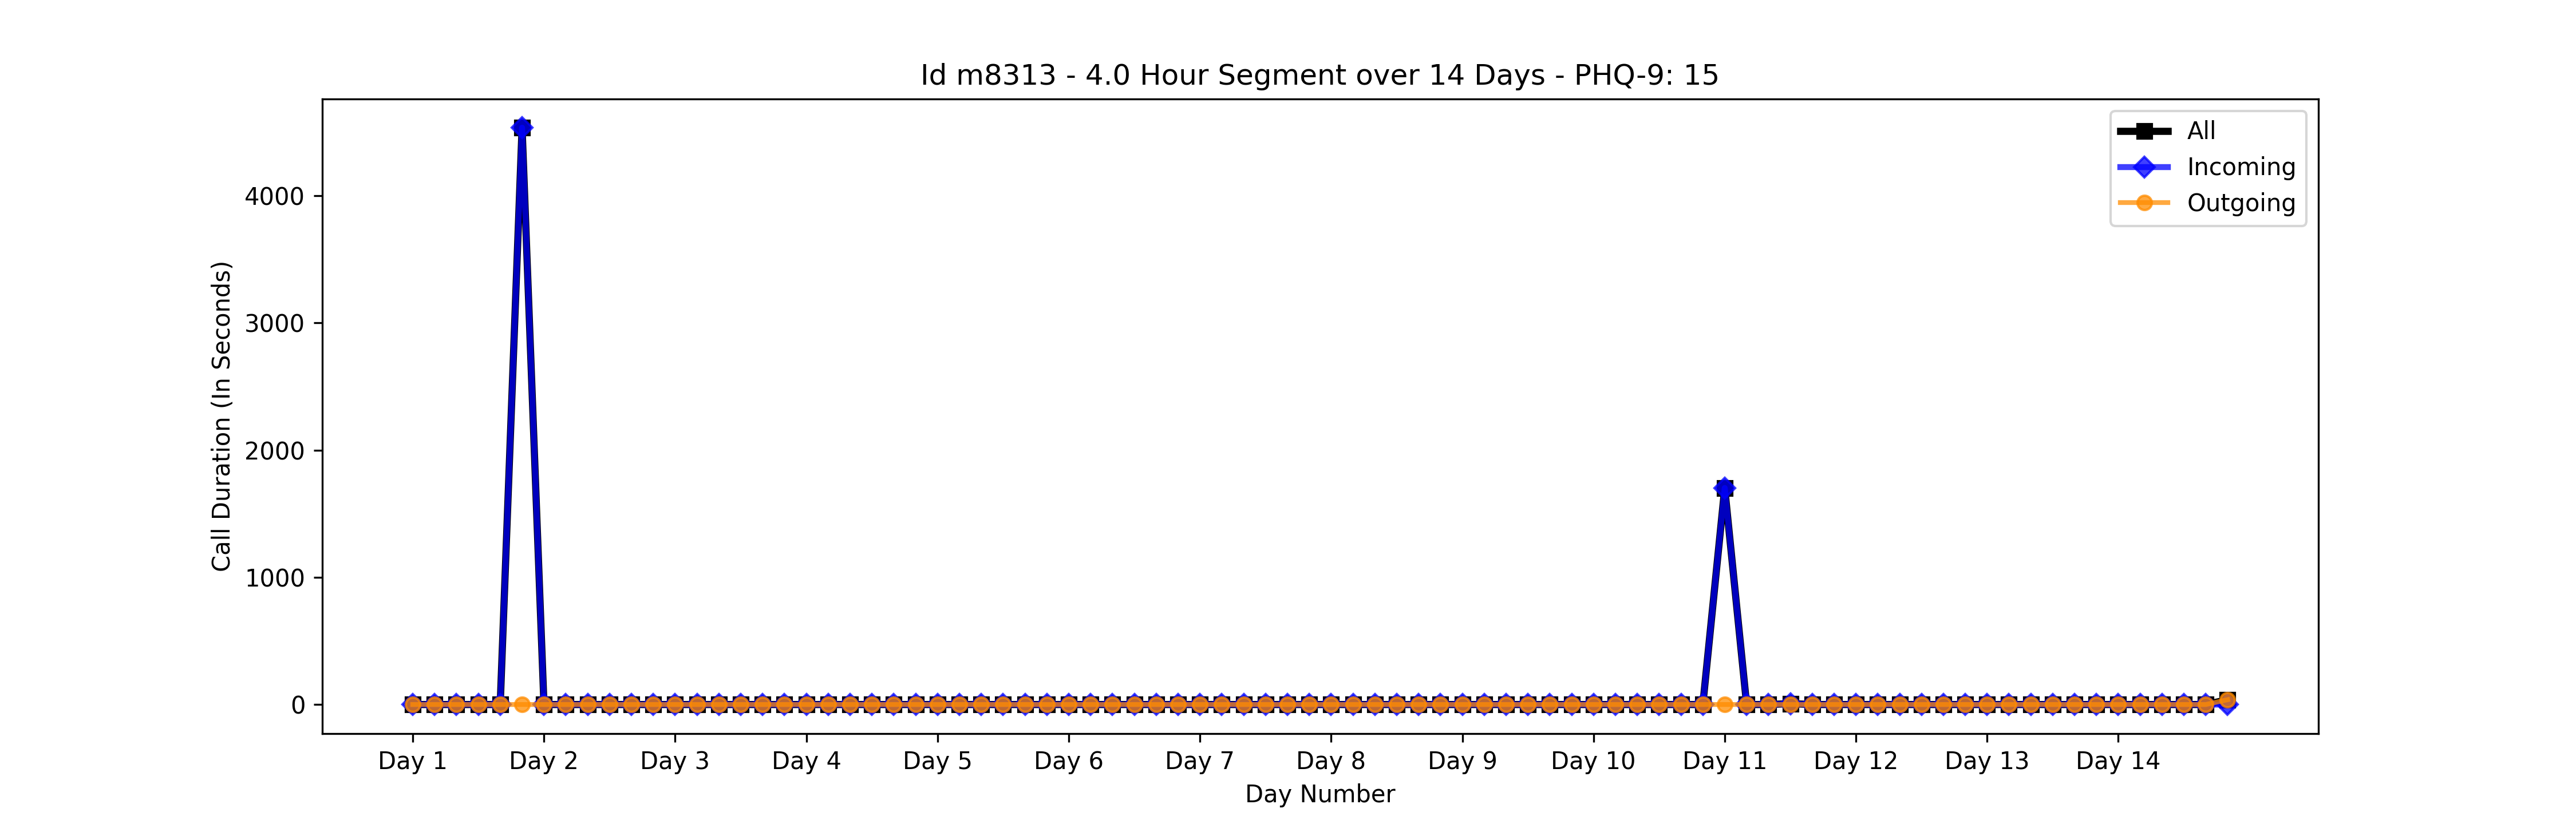 Id m8313 - 4.0 Hour Segment over 14 Days - PHQ-9: 15
All
Incoming
Outgoing
Call Duration (In Seconds)
4000
3000
2000
1000
0
Day 1 Day 2 Day 3 Day 4 Day 5 Day 6 Day 7 Day 8 Day 9 Day 10 Day 11 Day 12 Day 13 Day 14
Day Number